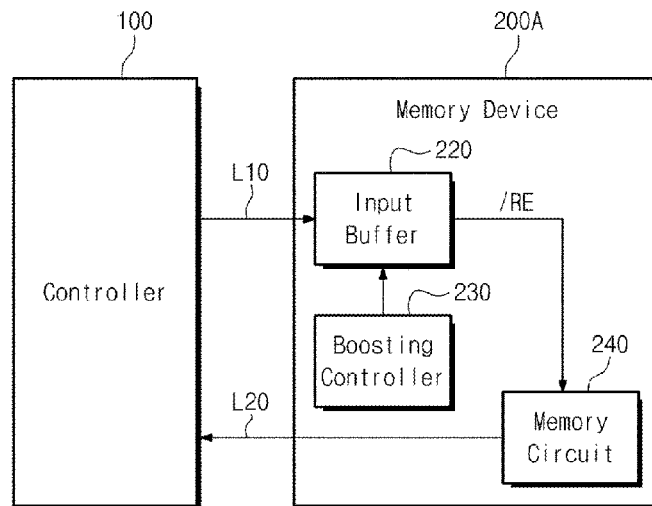 100
200A
Memory Device
220
L10
Input
Buffer
/RE
Controller
230
Boosting
Controller
240
L20
Memory
Circuit